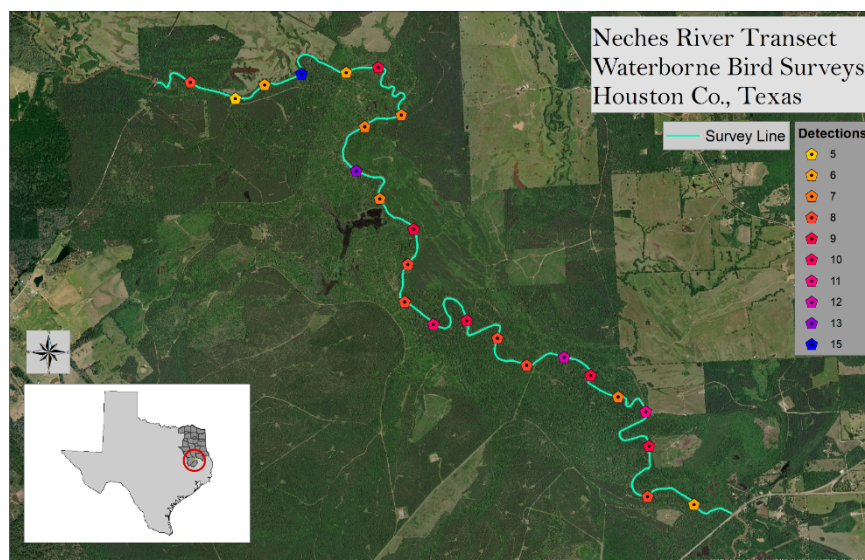 Neches River Transect
Waterborne Bird Surveys
Houston Co., Texas
Survey Line
Detections
5
6
7
8
9
10
11
12
13
15